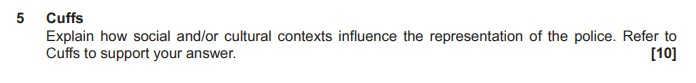 5 Cuffs
Explain how social and/or cultural contexts influence the representation of the police. Refer to
Cuffs to support your answer. [10]